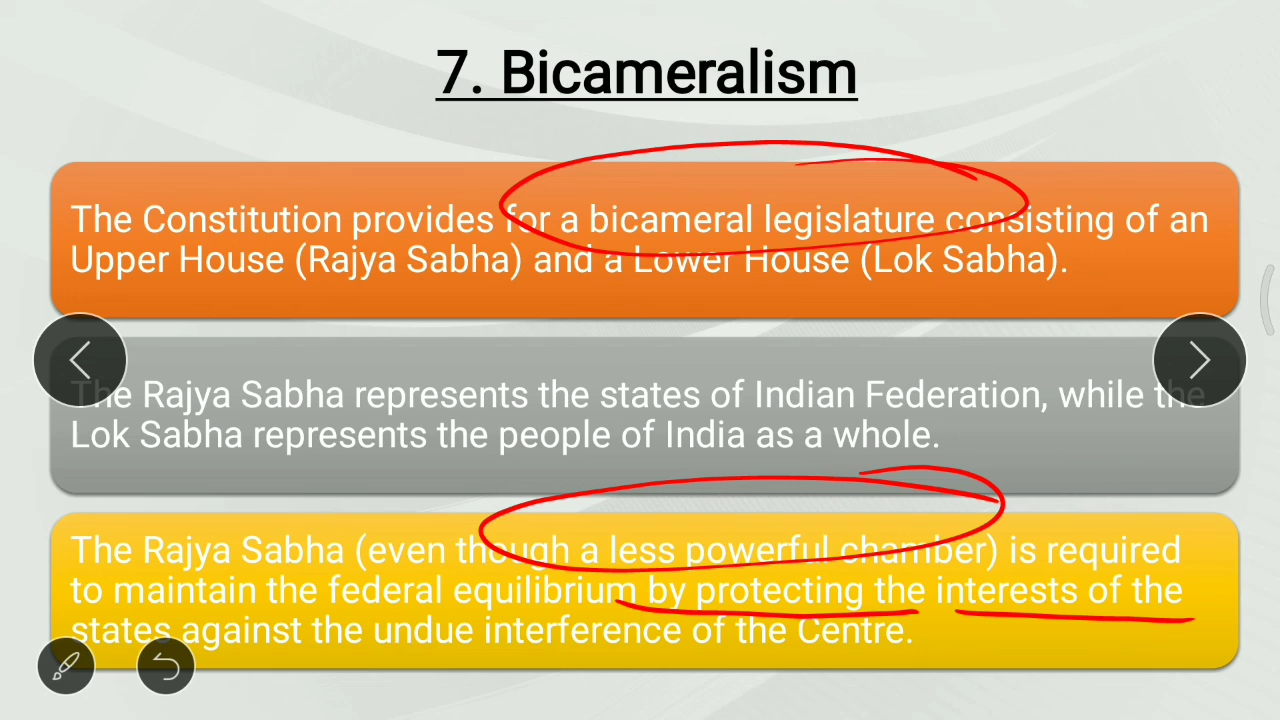 7. Bicameralism
The Constitution provides for a bicameral legislature consisting of an
Upper House (Rajya Sabha) and a Lower House (Lok Sabha).
The Rajya Sabha represents the states of Indian Federation, while the
Lok Sabha represents the people of India as a whole.
The Rajya Sabha (even though a less powerful chamber) is required
to maintain the federal equilibrium by protecting the interests of the
states against the undue interference of the Centre.